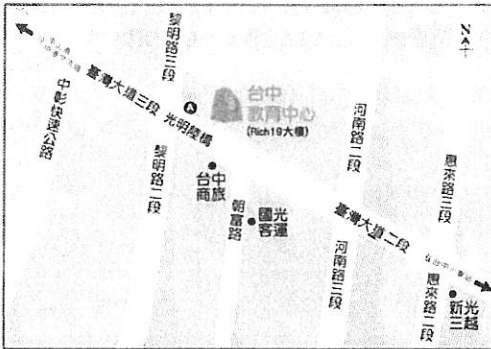 N
黎明路三段
中彰快速公路
臺灣大道三段
光明陸橋
台中
教育中心
(Rich19大樓)
黎明路二段
台中
商旅
朝富路
國光
客運
河南路二段
臺灣大道二段
河南路三段
惠來路三段
惠來路二段
新光
三越